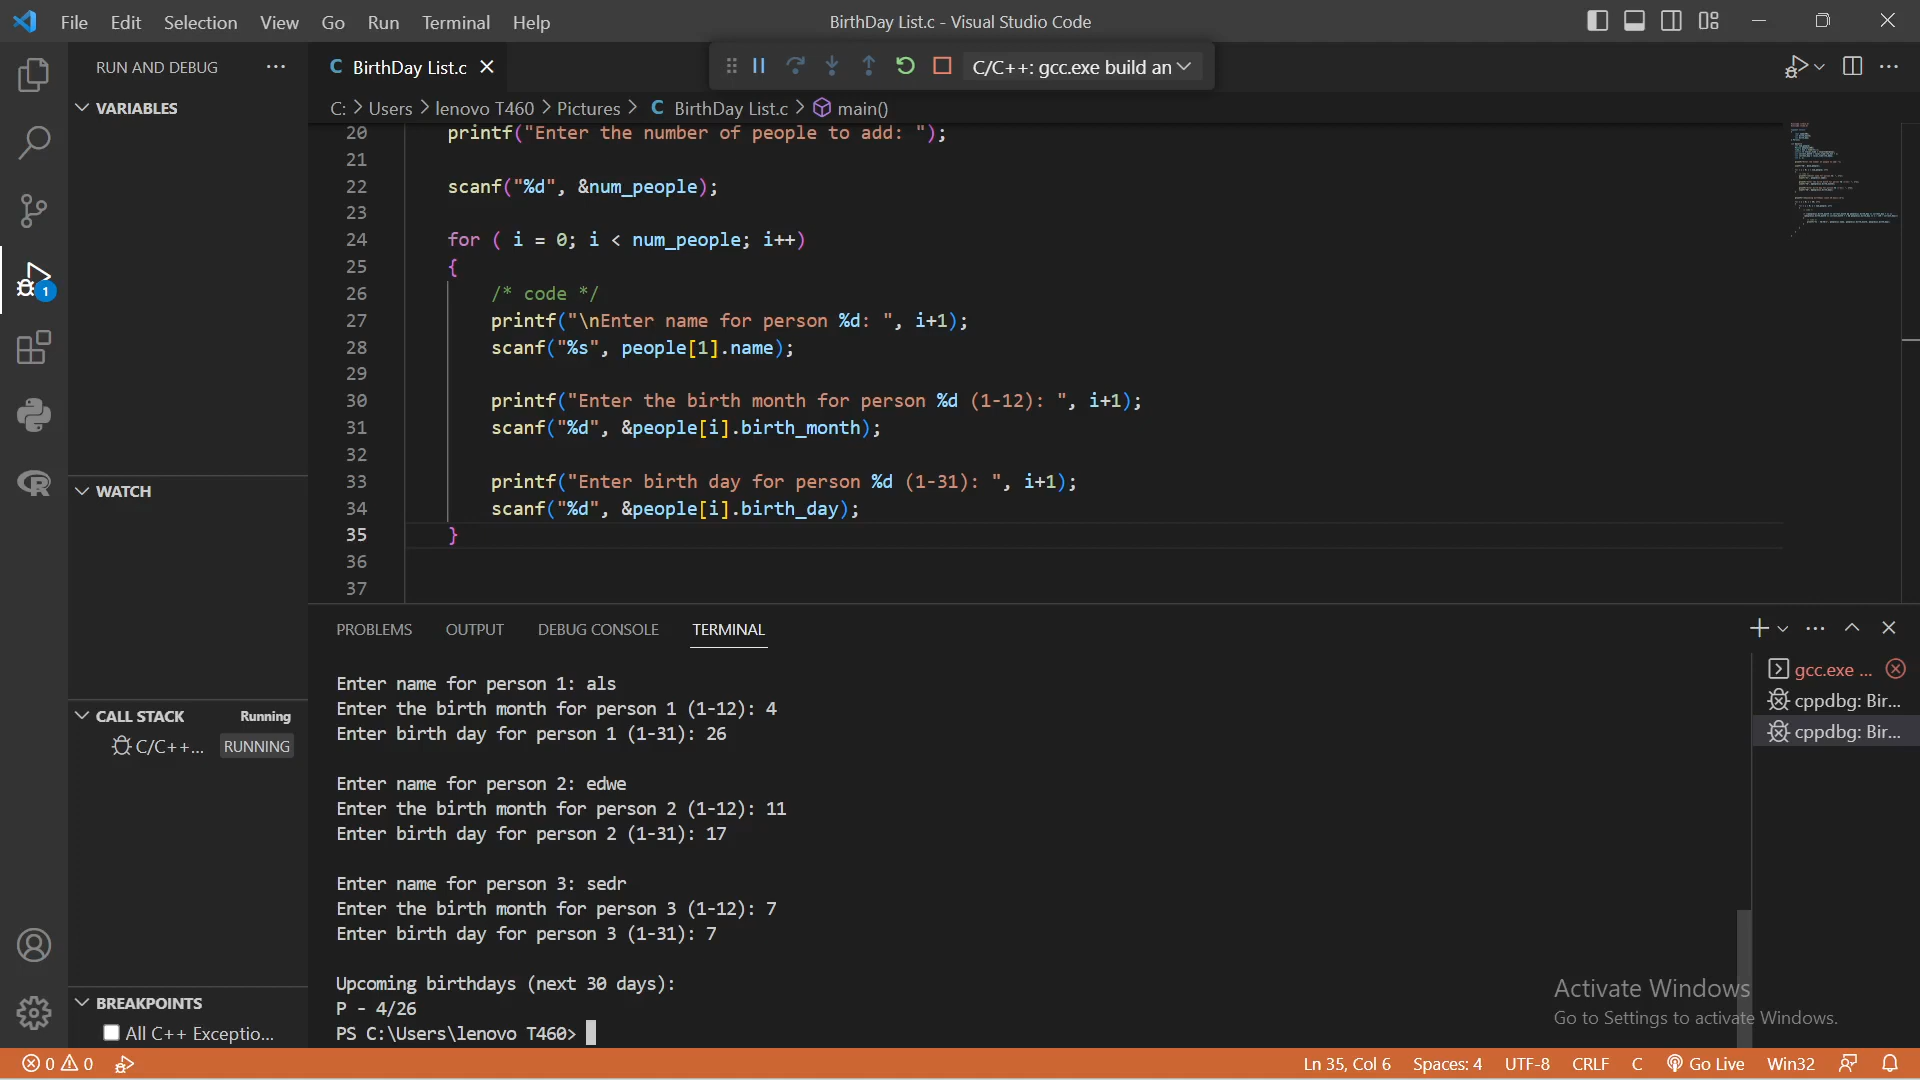 File Edit Selection View Go Run Terminal Help
BirthDay List.c - Visual Studio Code
RUN AND DEBUG
BirthDay List.c
C/C++: gcc.exe build an
VARIABLES
C: > Users > lenovo T460 > Pictures > C BirthDay List.c > main()
20 printf("Enter the number of people to add: ");
21
22 scanf("%d", &num_people);
23
24 for ( i = 0; i < num_people; i++)
25 {
26 /* code */
27 printf("\nEnter name for person %d: ", i+1);
28 scanf("%s", people[1].name);
29
30 printf("Enter the birth month for person %d (1-12): ", i+1);
31 scanf("%d", &people[i].birth_month);
32
33 printf("Enter birth day for person %d (1-31): ", i+1);
34 scanf("%d", &people[i].birth_day);
35 }
36
37
1
WATCH
CALL STACK Running
C/C++... RUNNING
BREAKPOINTS
All C++ Exceptio...
PROBLEMS OUTPUT DEBUG CONSOLE TERMINAL
Enter name for person 1: als
Enter the birth month for person 1 (1-12): 4
Enter birth day for person 1 (1-31): 26
Enter name for person 2: edwe
Enter the birth month for person 2 (1-12): 11
Enter birth day for person 2 (1-31): 17
Enter name for person 3: sedr
Enter the birth month for person 3 (1-12): 7
Enter birth day for person 3 (1-31): 7
Upcoming birthdays (next 30 days):
P - 4/26
PS C:\Users\lenovo T460>
gcc.exe ...
cppdbg: Bir...
cppdbg: Bir...
Activate Windows
Go to Settings to activate Windows.
0 0
Ln 35, Col 6 Spaces: 4 UTF-8 CRLF C Go Live Win32